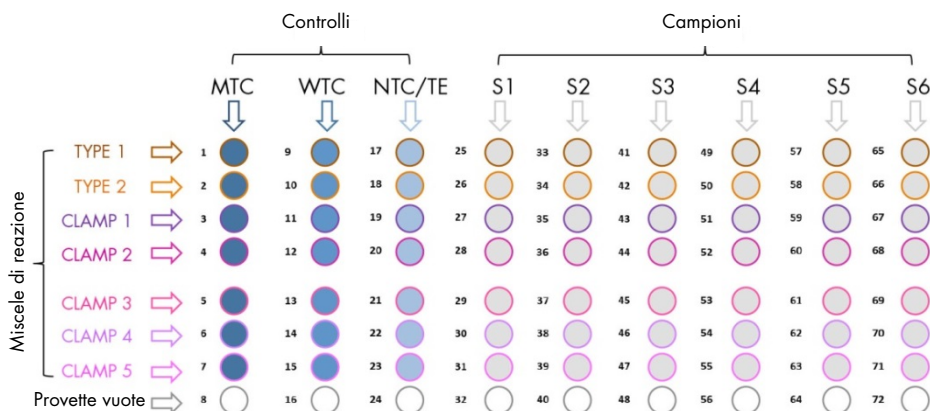 Controlli Campioni
MTC WTC NTC/TE S1 S2 S3 S4 S5 S6
Miscele di reazione
TYPE 1 1 9 17 25 33 41 49 57 65
TYPE 2 2 10 18 26 34 42 50 58 66
CLAMP 1 3 11 19 27 35 43 51 59 67
CLAMP 2 4 12 20 28 36 44 52 60 68
CLAMP 3 5 13 21 29 37 45 53 61 69
CLAMP 4 6 14 22 30 38 46 54 62 70
CLAMP 5 7 15 23 31 39 47 55 63 71
Provette vuote 8 16 24 32 40 48 56 64 72